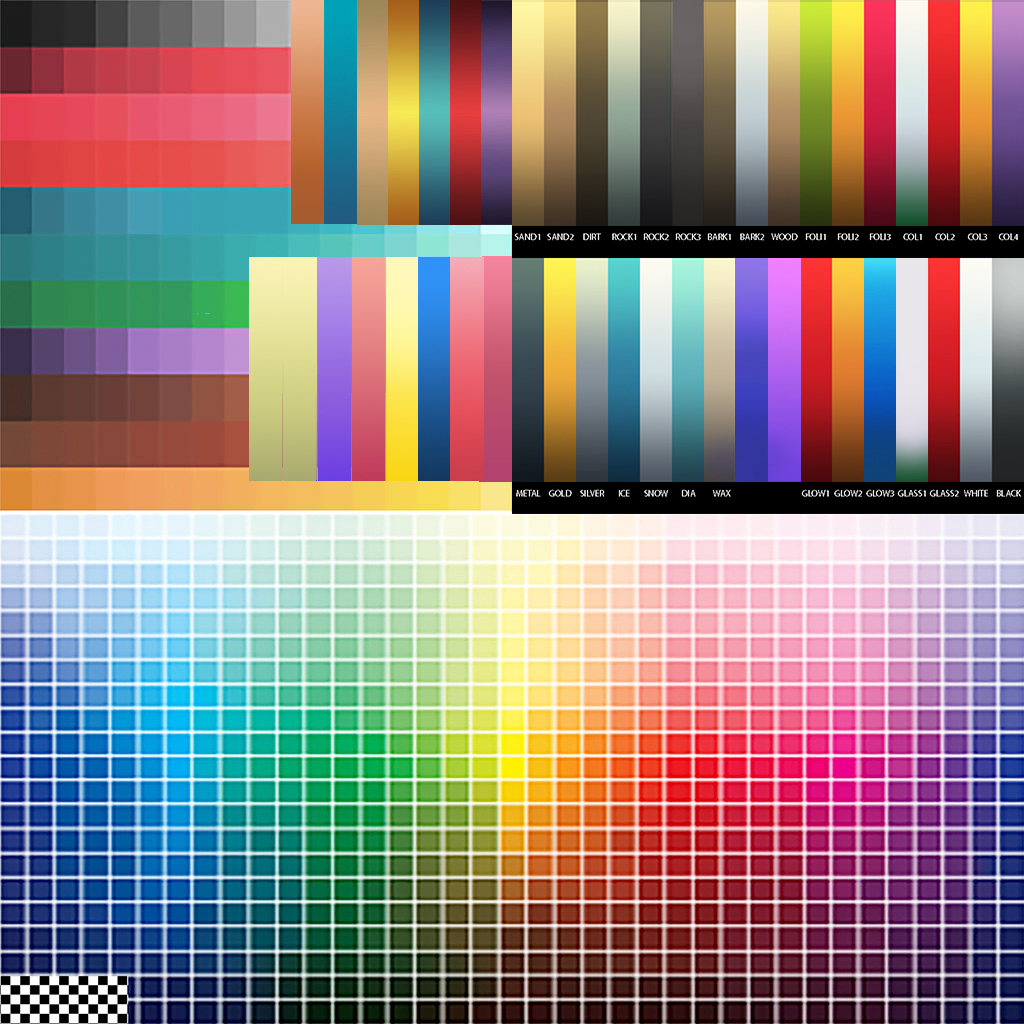 SAND1 SAND2 DIRT ROCK1 ROCK2 ROCK3 BARK1 BARK2 WOOD FOLI1 FOLI2 FOLI3 COL1 COL2 COL3 COL4
METAL GOLD SILVER ICE SNOW DIA WAX GLOW1 GLOW2 GLOW3 GLASS1 GLASS2 WHITE BLACK